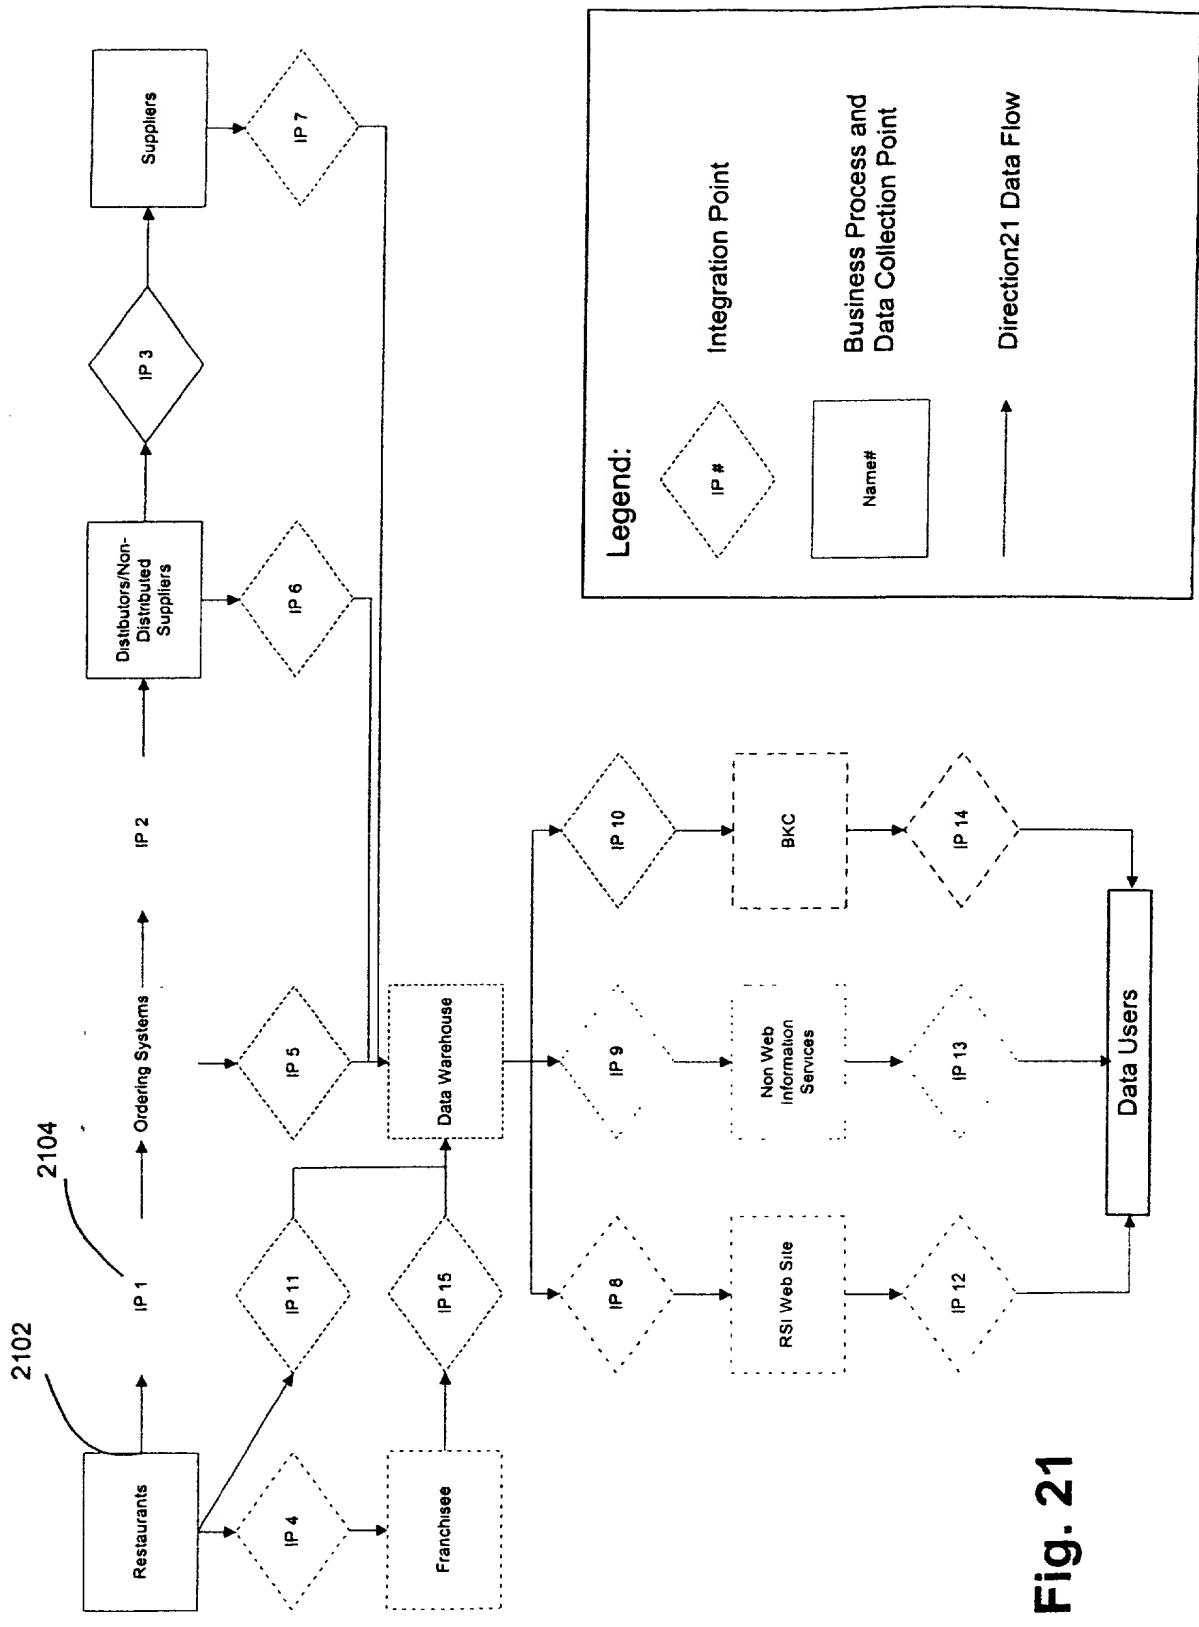 2102
2104
Restaurants
IP 1
Ordering Systems
IP 2
Distibutors/Non-
Distributed
Suppliers
IP 3
Suppliers
IP 4
IP 11
IP 5
IP 6
IP 7
Franchisee
IP 15
Data Warehouse
IP 8
IP 9
IP 10
RSI Web Site
Non Web
Information
Services
BKC
IP 12
IP 13
IP 14
Data Users
Legend:
IP #
Integration Point
Name#
Business Process and
Data Collection Point
Direction21 Data Flow
Fig. 21